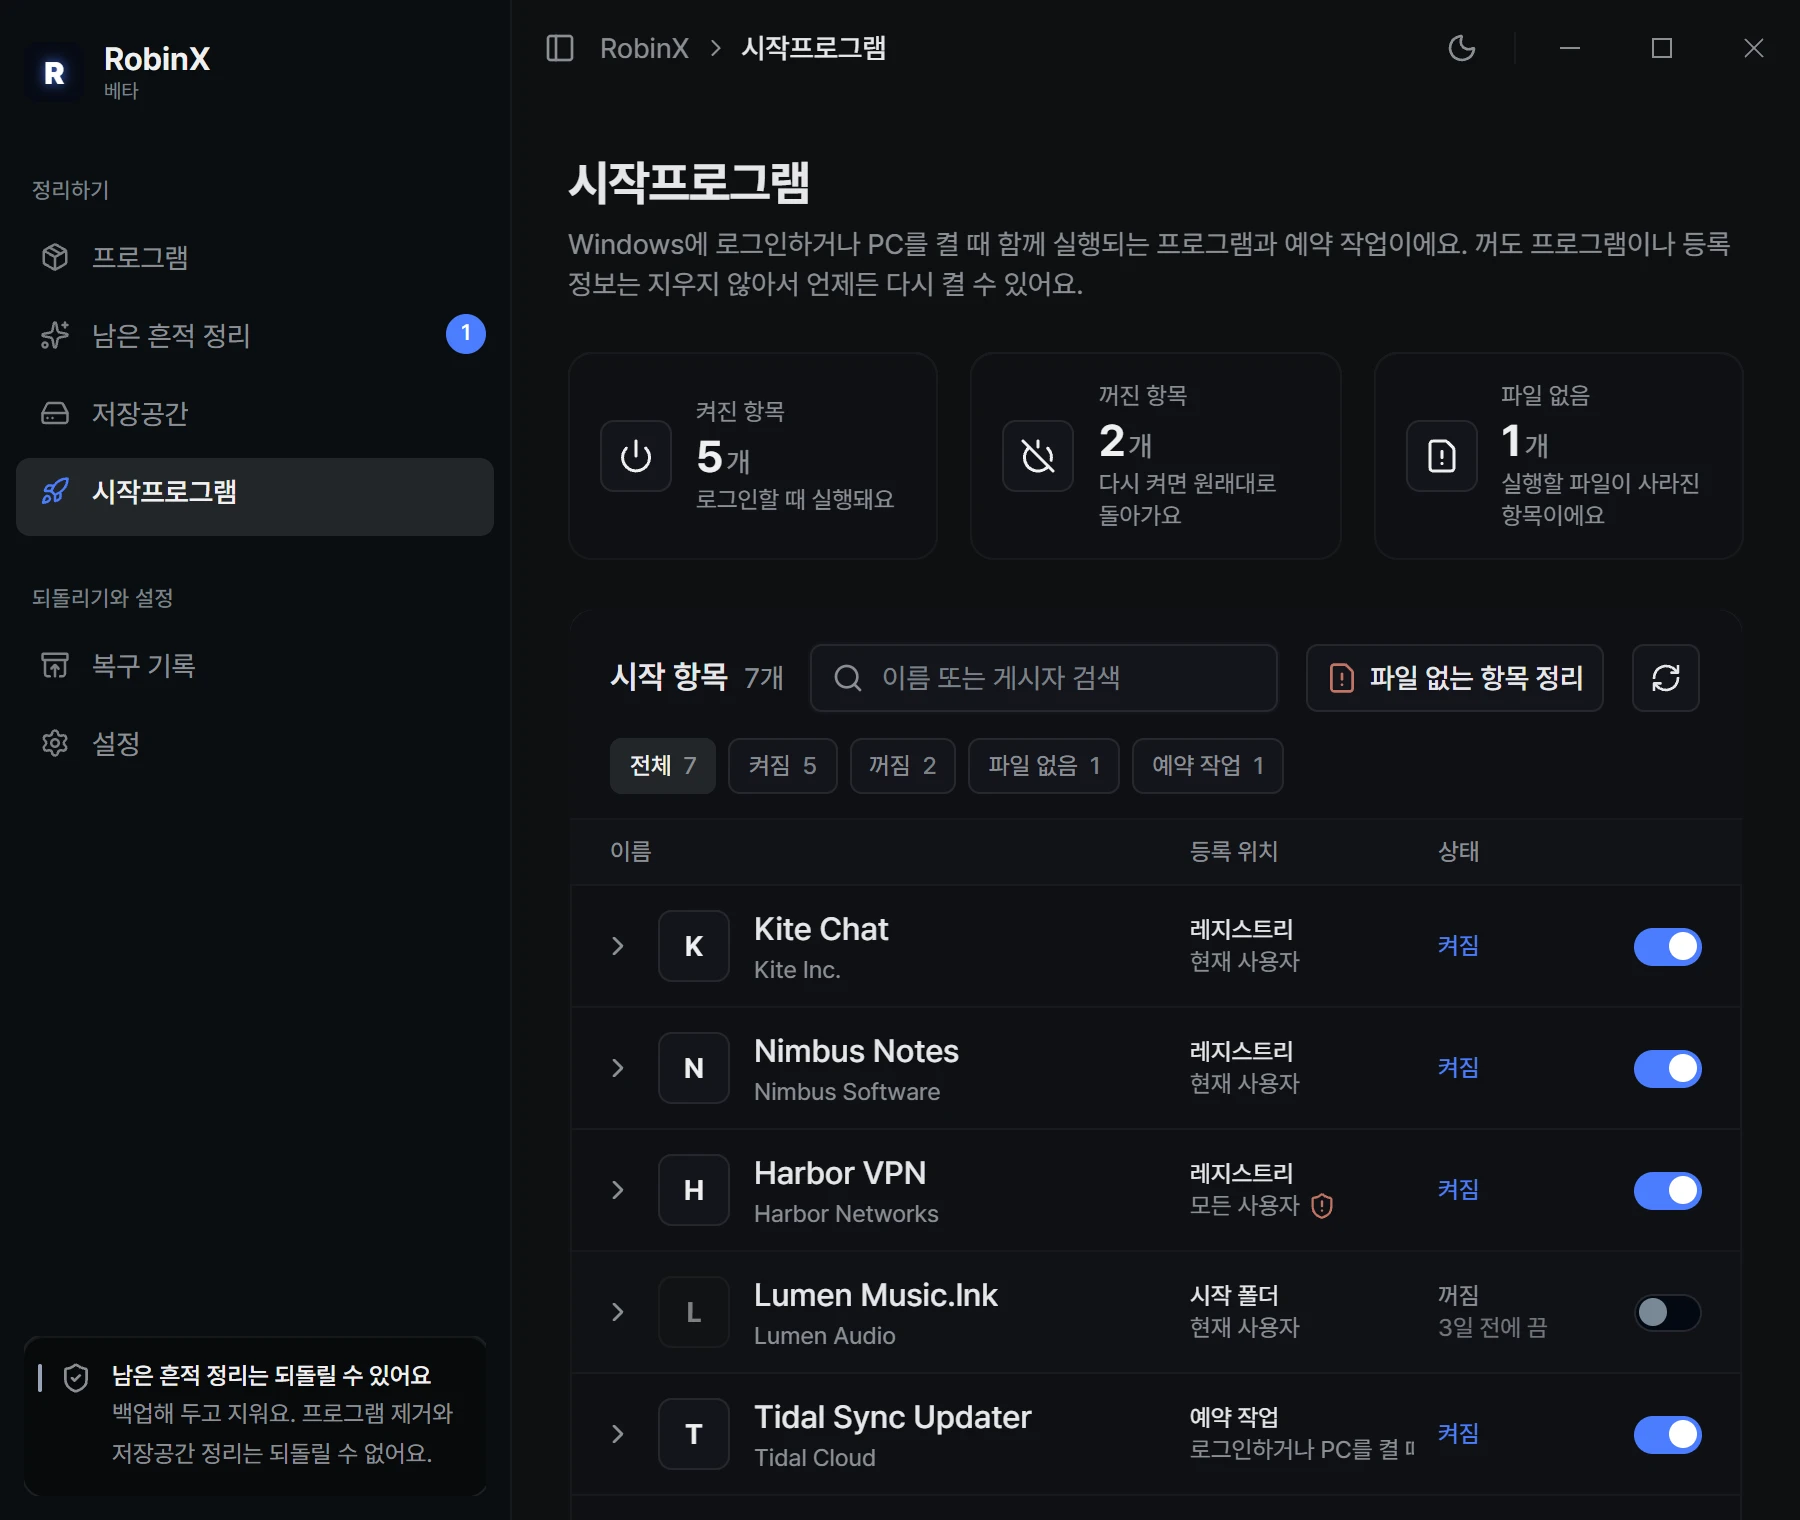 R
RobinX
베타
정리하기
프로그램
남은 흔적 정리
1
저장공간
시작프로그램
되돌리기와 설정
복구 기록
설정
남은 흔적 정리는 되돌릴 수 있어요
백업해 두고 지워요. 프로그램 제거와
저장공간 정리는 되돌릴 수 없어요.
RobinX
시작프로그램
시작프로그램
Windows에 로그인하거나 PC를 켤 때 함께 실행되는 프로그램과 예약 작업이에요. 꺼도 프로그램이나 등록
정보는 지우지 않아서 언제든 다시 켤 수 있어요.
켜진 항목
5개
로그인할 때 실행돼요
꺼진 항목
2개
다시 켜면 원래대로
돌아가요
파일 없음
1개
실행할 파일이 사라진
항목이에요
시작 항목 7개
이름 또는 게시자 검색
파일 없는 항목 정리
전체 7
켜짐 5
꺼짐 2
파일 없음 1
예약 작업 1
이름
등록 위치
상태
K
Kite Chat
Kite Inc.
레지스트리
현재 사용자
켜짐
N
Nimbus Notes
Nimbus Software
레지스트리
현재 사용자
켜짐
H
Harbor VPN
Harbor Networks
레지스트리
모든 사용자
켜짐
L
Lumen Music.lnk
Lumen Audio
시작 폴더
현재 사용자
꺼짐
3일 전에 끔
T
Tidal Sync Updater
Tidal Cloud
예약 작업
로그인하거나 PC를 켤
켜짐